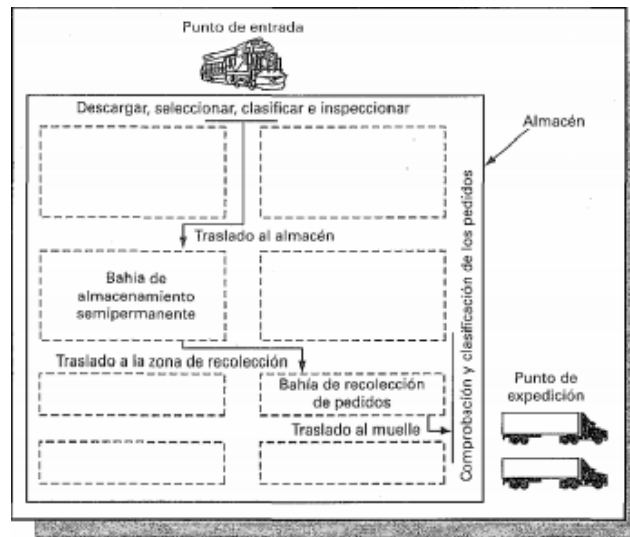 Punto de entrada
Descargar, seleccionar, clasificar e inspeccionar
Almacén
Traslado al almacén
Bahía de
almacenamiento
semipermanente
Comprobación y clasificación de los pedidos
Traslado a la zona de recolección
Bahía de recolección
de pedidos
Punto de
expedición
Traslado al muelle